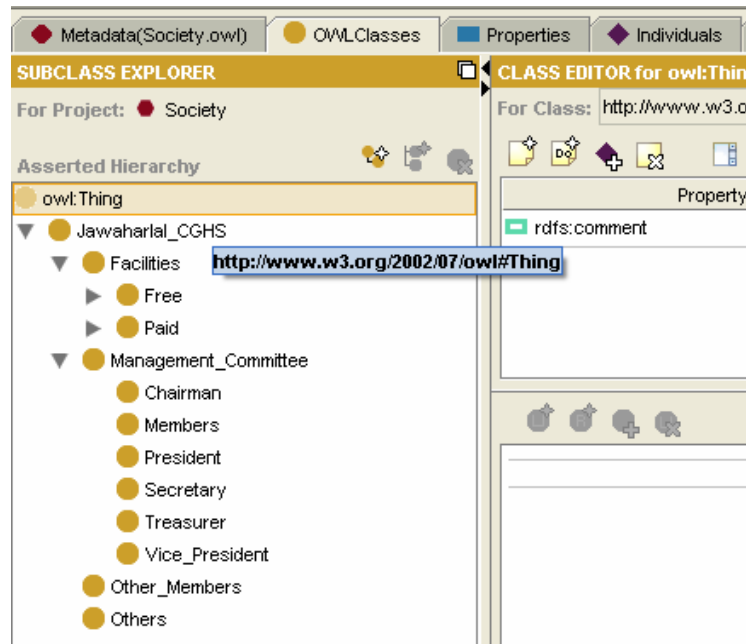 Metadata(Society.owl)
OWLClasses
Properties
Individuals
SUBCLASS EXPLORER
For Project: Society
Asserted Hierarchy
owl:Thing
Jawaharlal_CGHS
Facilities
http://www.w3.org/2002/07/owl#Thing
Free
Paid
Management_Committee
Chairman
Members
President
Secretary
Treasurer
Vice_President
Other_Members
Others
CLASS EDITOR for owl:Thin
For Class: http://www.w3.o
Property
rdfs:comment